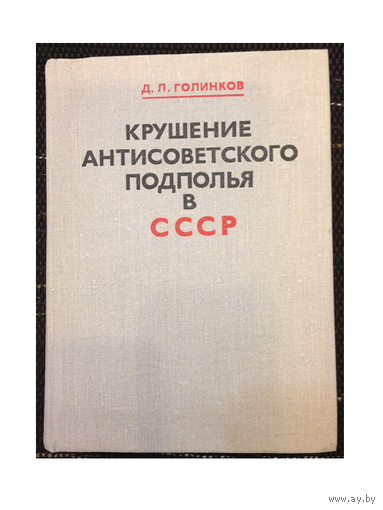 Д. Л. ГОЛИНКОВ
КРУШЕНИЕ
АНТИСОВЕТСКОГО
ПОДПОЛЬЯ
В
СССР
www.ay.by